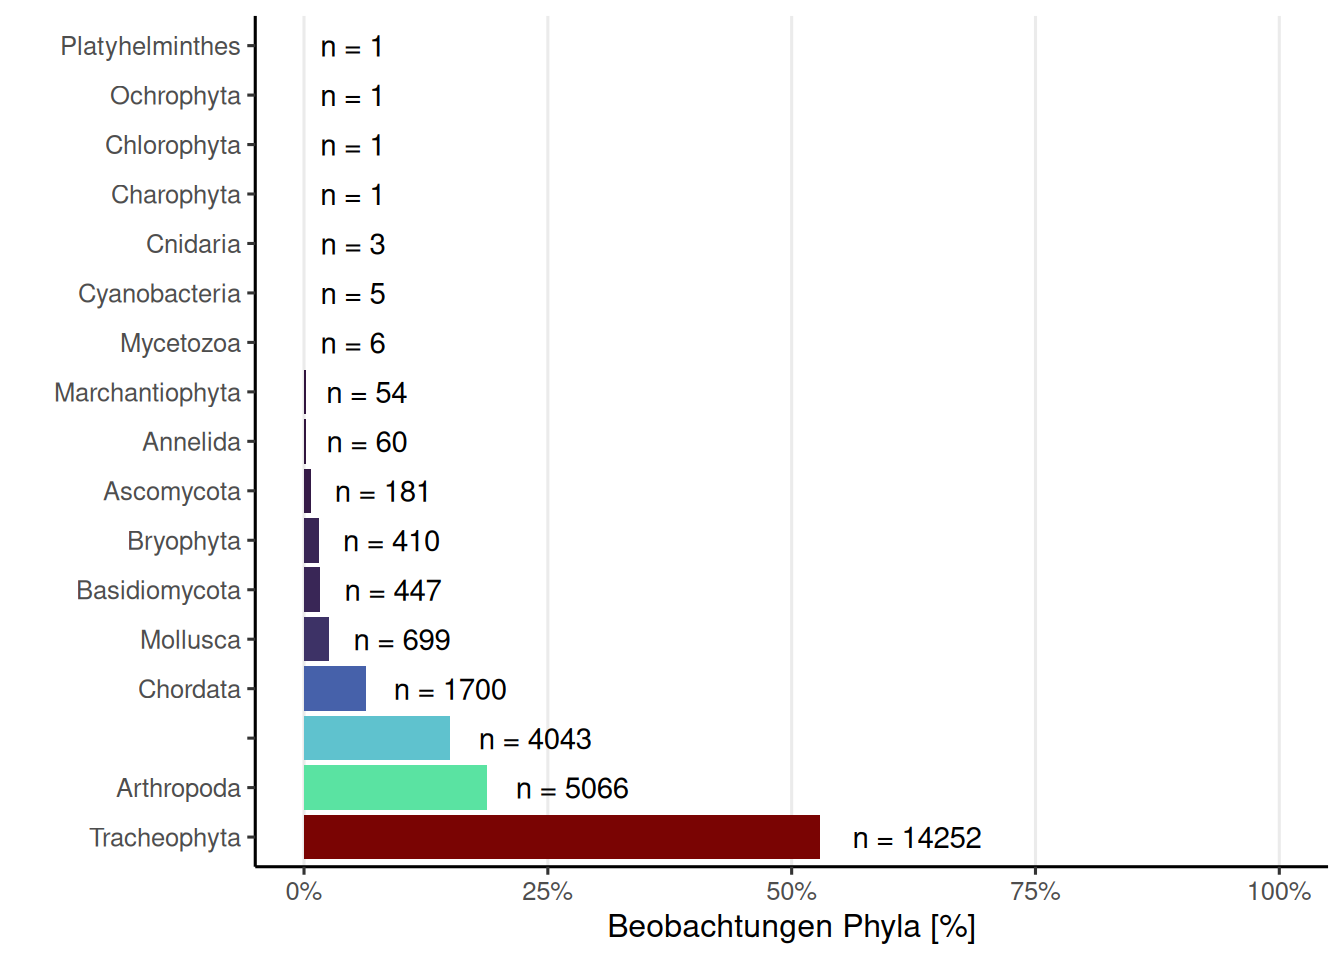 Platyhelminthes n = 1
Ochrophyta n = 1
Chlorophyta n = 1
Charophyta n = 1
Cnidaria n = 3
Cyanobacteria n = 5
Mycetozoa n = 6
Marchantiophyta n = 54
Annelida n = 60
Ascomycota n = 181
Bryophyta n = 410
Basidiomycota n = 447
Mollusca n = 699
Chordata n = 1700
n = 4043
Arthropoda n = 5066
Tracheophyta n = 14252
0% 25% 50% 75% 100%
Beobachtungen Phyla [%]